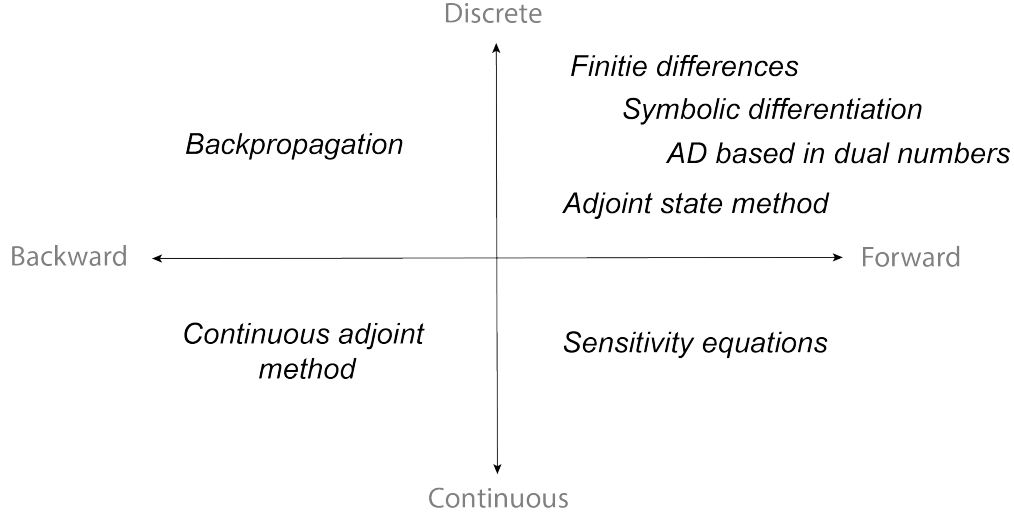 Discrete
Finitie differences
Symbolic differentiation
Backpropagation
AD based in dual numbers
Adjoint state method
Backward
Forward
Continuous adjoint
method
Sensitivity equations
Continuous